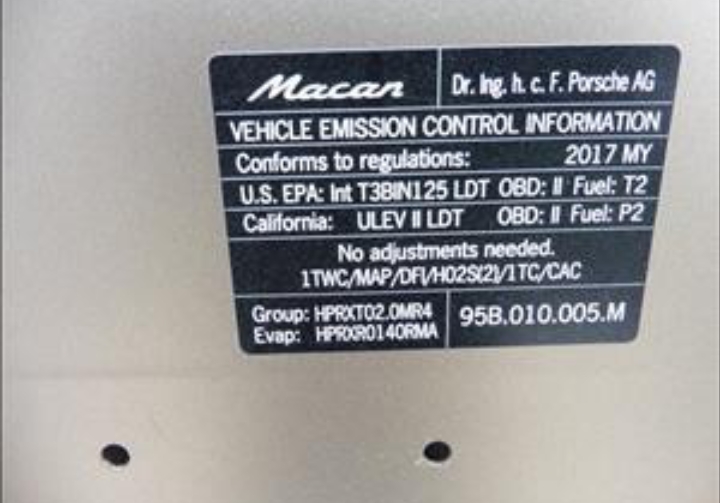 Macan Dr. Ing. h. c. F. Porsche AG
VEHICLE EMISSION CONTROL INFORMATION
Conforms to regulations: 2017 MY
U.S. EPA: Int T3BIN125 LDT OBD: II Fuel: T2
California: ULEV II LDT OBD: II Fuel: P2
No adjustments needed.
1TWC/MAP/DFI/HO2S(2)/1TC/CAC
Group: HPRXT02.0MR4
Evap: HPRXR0140RMA
95B.010.005.M